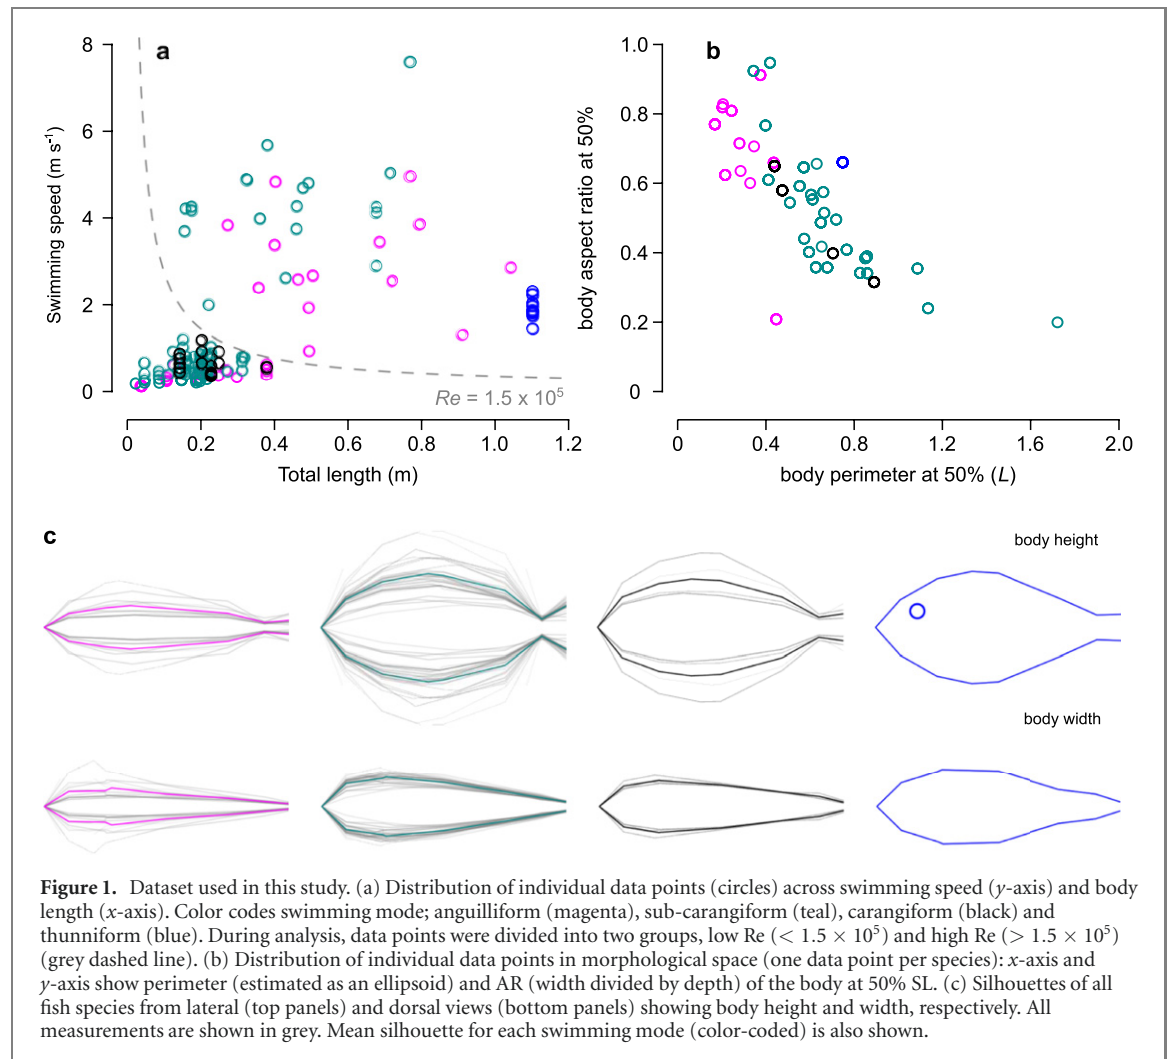 a
b
8
6
4
2
0
Swimming speed (m s-1)
Re = 1.5 x 10⁵
0 0.2 0.4 0.6 0.8 1.0 1.2
Total length (m)
1.0
0.8
0.6
0.4
0.2
0
body aspect ratio at 50%
0 0.4 0.8 1.2 1.6 2.0
body perimeter at 50% (L)
c
body height
body width
Figure 1. Dataset used in this study. (a) Distribution of individual data points (circles) across swimming speed (y-axis) and body
length (x-axis). Color codes swimming mode; anguilliform (magenta), sub-carangiform (teal), carangiform (black) and
thunniform (blue). During analysis, data points were divided into two groups, low Re (< 1.5 × 10⁵) and high Re (> 1.5 × 10⁵)
(grey dashed line). (b) Distribution of individual data points in morphological space (one data point per species): x-axis and
y-axis show perimeter (estimated as an ellipsoid) and AR (width divided by depth) of the body at 50% SL. (c) Silhouettes of all
fish species from lateral (top panels) and dorsal views (bottom panels) showing body height and width, respectively. All
measurements are shown in grey. Mean silhouette for each swimming mode (color-coded) is also shown.